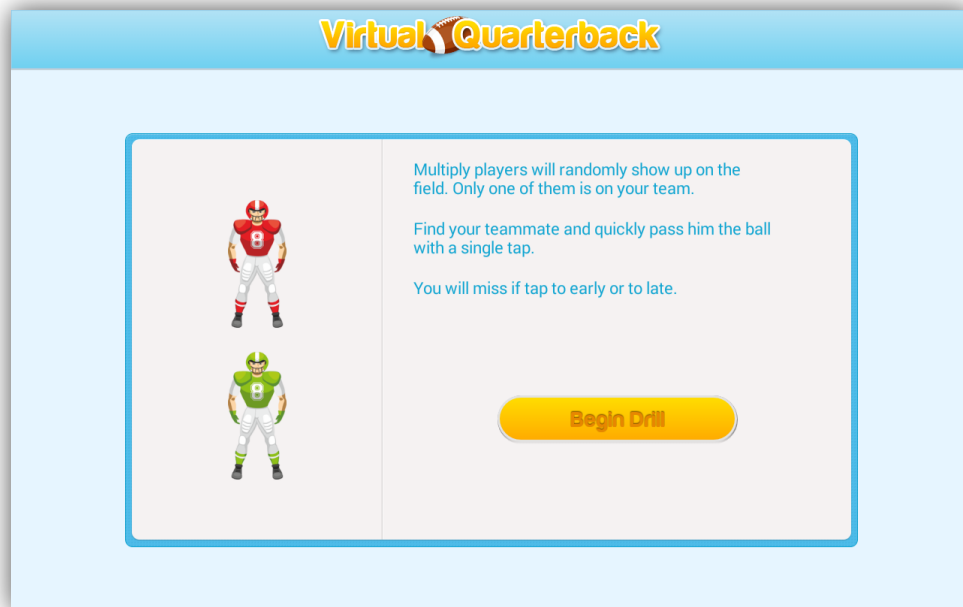 Virtual Quarterback
Multiply players will randomly show up on the
field. Only one of them is on your team.
8
Find your teammate and quickly pass him the ball
with a single tap.
You will miss if tap to early or to late.
8
Begin Drill